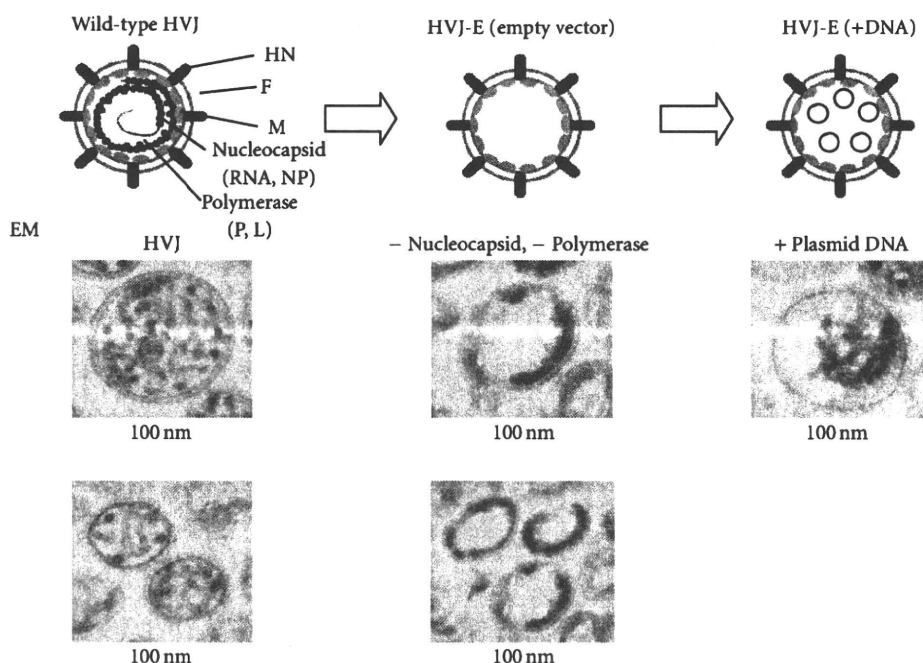 Wild-type HVJ
HVJ-E (empty vector)
HVJ-E (+DNA)
HN
F
M
Nucleocapsid
(RNA, NP)
Polymerase
(P, L)
EM
HVJ
– Nucleocapsid, – Polymerase
+ Plasmid DNA
100 nm
100 nm
100 nm
100 nm
100 nm